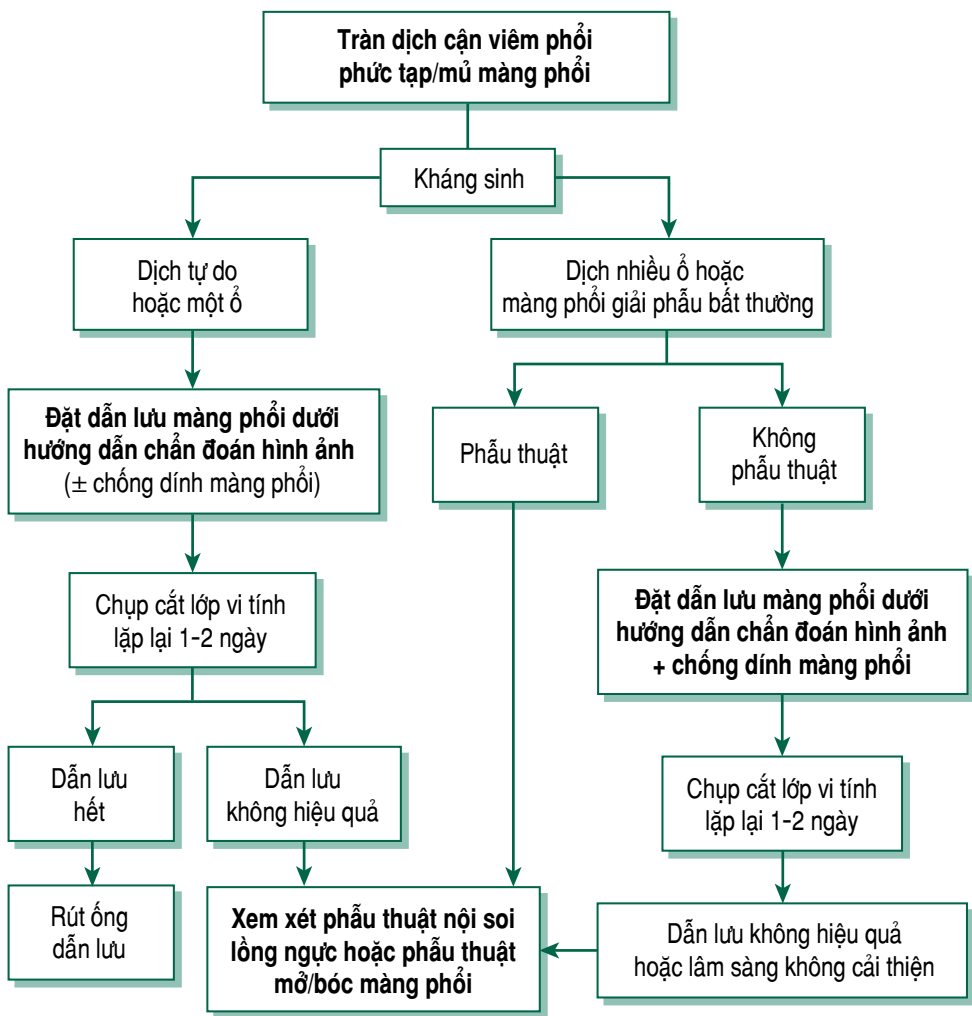 Tràn dịch cận viêm phổi
phức tạp/mủ màng phổi
Kháng sinh
Dịch tự do
hoặc một ổ
Dịch nhiều ổ hoặc
màng phổi giải phẫu bất thường
Đặt dẫn lưu màng phổi dưới
hướng dẫn chẩn đoán hình ảnh
(± chống dính màng phổi)
Phẫu thuật
Không
phẫu thuật
Chụp cắt lớp vi tính
lặp lại 1-2 ngày
Đặt dẫn lưu màng phổi dưới
hướng dẫn chẩn đoán hình ảnh
+ chống dính màng phổi
Dẫn lưu
hết
Dẫn lưu
không hiệu quả
Chụp cắt lớp vi tính
lặp lại 1-2 ngày
Rút ống
dẫn lưu
Xem xét phẫu thuật nội soi
lồng ngực hoặc phẫu thuật
mở/bóc màng phổi
Dẫn lưu không hiệu quả
hoặc lâm sàng không cải thiện